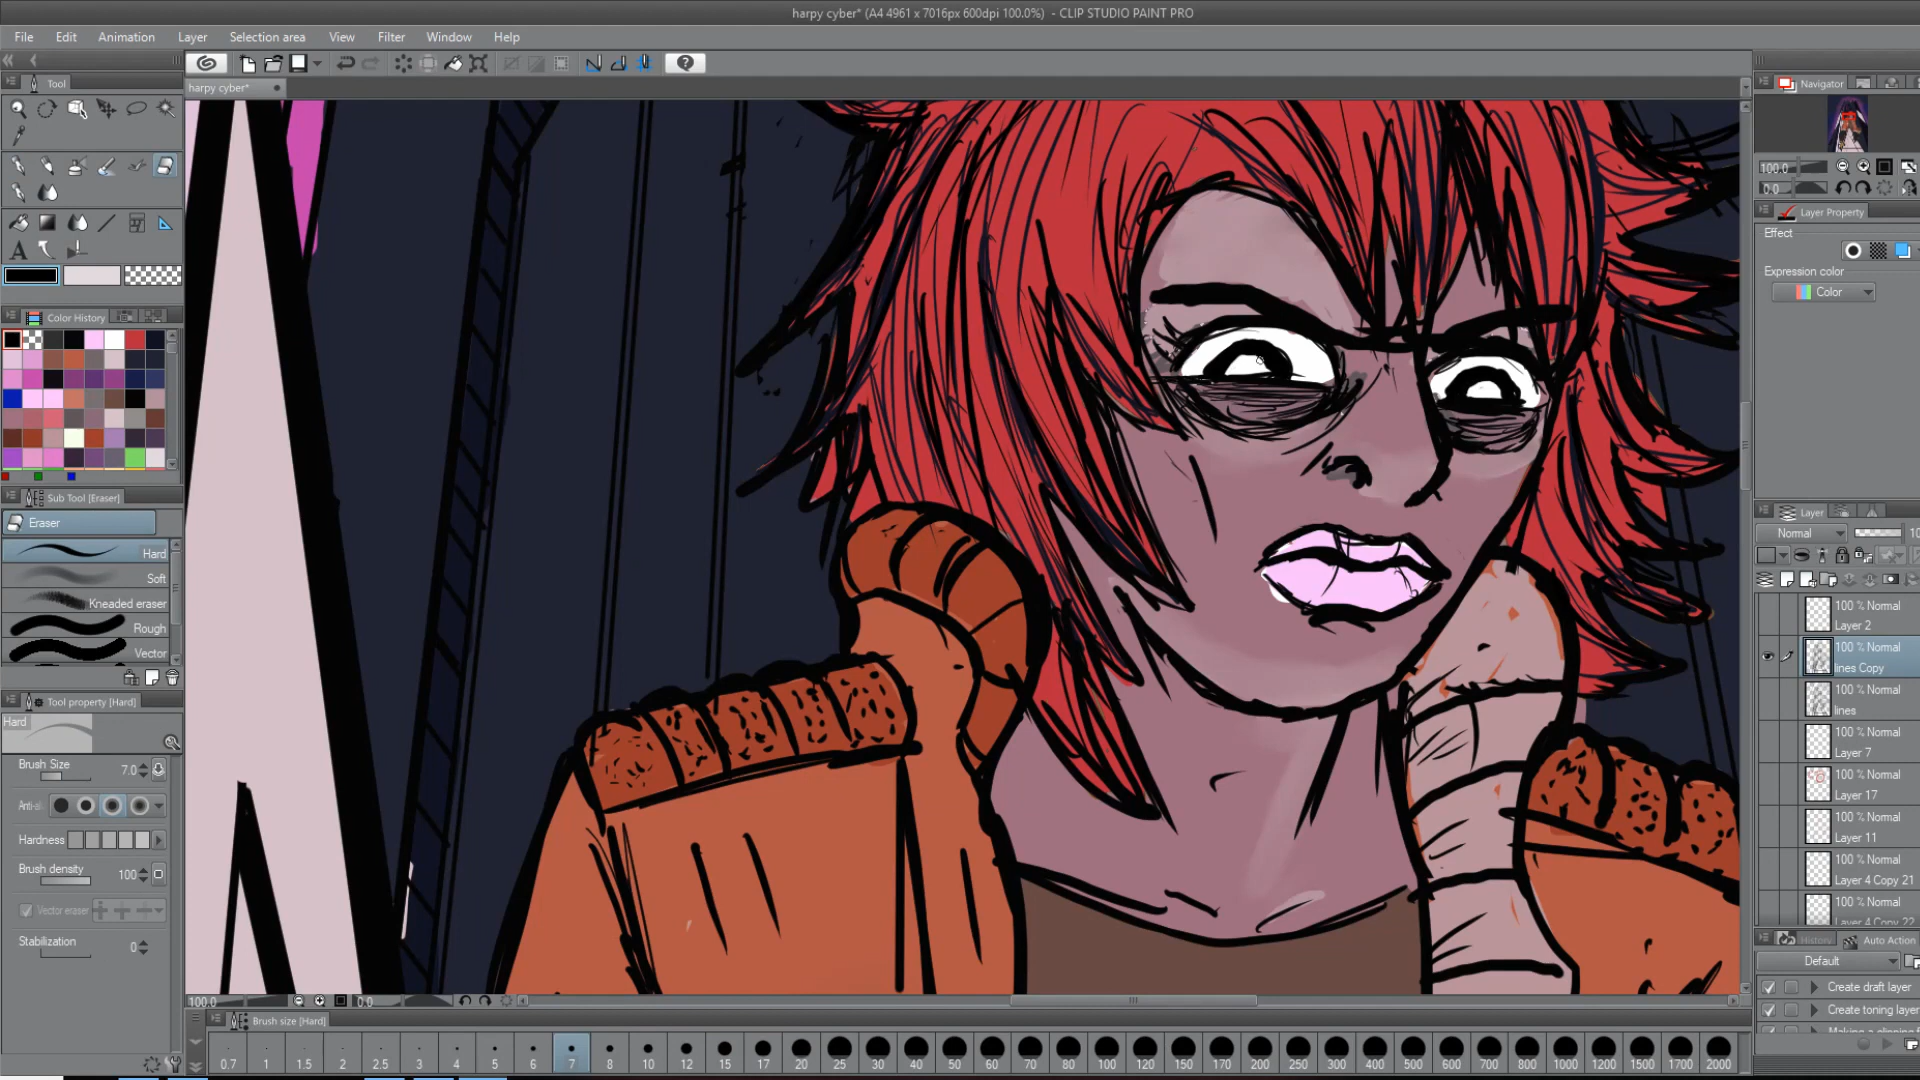 harpy cyber* (A4 4961 x 7016px 600dpi 100.0%) - CLIP STUDIO PAINT PRO
File Edit Animation Layer Selection area View Filter Window Help
Tool
harpy cyber*
Navigator
100.0
0.0
Layer Property
Effect
Expression color
Color
Color History
Sub Tool [Eraser]
Eraser
Hard
Soft
Kneaded eraser
Rough
Vector
Tool property [Hard]
Hard
Brush Size 7.0
Anti-ali
Hardness
Brush density 100
Vector eraser
Stabilization 0
Layer
Normal 10
100 % Normal
Layer 2
100 % Normal
lines Copy
100 % Normal
lines
100 % Normal
Layer 7
100 % Normal
Layer 17
100 % Normal
Layer 11
100 % Normal
Layer 4 Copy 21
100 % Normal
Layer 4 Copy 22
History Auto Action
Default
Create draft layer
Create toning layer
100.0 0.0
Brush size [Hard]
0.7 1 1.5 2 2.5 3 4 5 6 7 8 10 12 15 17 20 25 30 40 50 60 70 80 100 120 150 170 200 250 300 400 500 600 700 800 1000 1200 1500 1700 2000